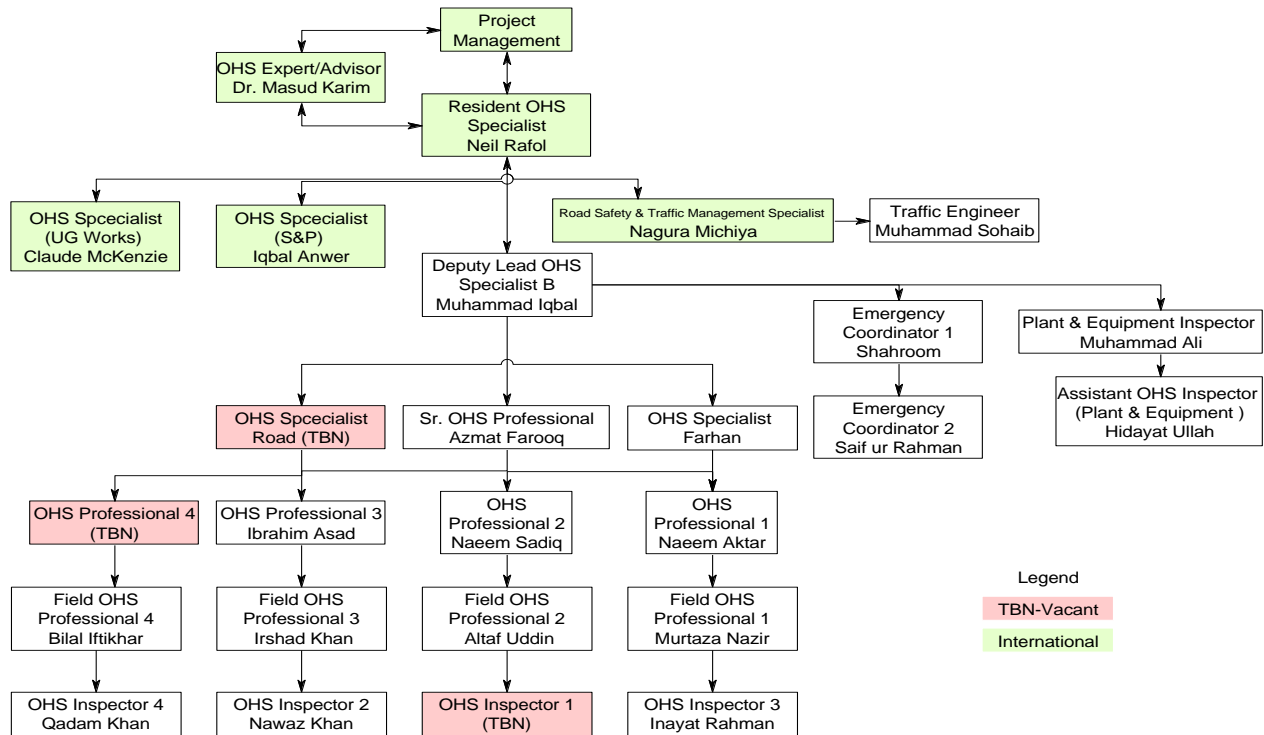 Project
Management
OHS Expert/Advisor
Dr. Masud Karim
Resident OHS
Specialist
Neil Rafol
OHS Spcecialist
(UG Works)
Claude McKenzie
OHS Spcecialist
(S&P)
Iqbal Anwer
Road Safety & Traffic Management Specialist
Nagura Michiya
Traffic Engineer
Muhammad Sohaib
Deputy Lead OHS
Specialist B
Muhammad Iqbal
Emergency
Coordinator 1
Shahroom
Plant & Equipment Inspector
Muhammad Ali
OHS Spcecialist
Road (TBN)
Sr. OHS Professional
Azmat Farooq
OHS Specialist
Farhan
Emergency
Coordinator 2
Saif ur Rahman
Assistant OHS Inspector
(Plant & Equipment )
Hidayat Ullah
OHS Professional 4
(TBN)
OHS Professional 3
Ibrahim Asad
OHS
Professional 2
Naeem Sadiq
OHS
Professional 1
Naeem Aktar
Field OHS
Professional 4
Bilal Iftikhar
Field OHS
Professional 3
Irshad Khan
Field OHS
Professional 2
Altaf Uddin
Field OHS
Professional 1
Murtaza Nazir
Legend
TBN-Vacant
International
OHS Inspector 4
Qadam Khan
OHS Inspector 2
Nawaz Khan
OHS Inspector 1
(TBN)
OHS Inspector 3
Inayat Rahman